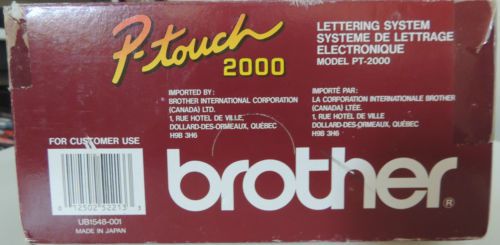 P-touch
2000
LETTERING SYSTEM
SYSTEME DE LETTRAGE
ELECTRONIQUE
MODEL PT-2000
IMPORTED BY:
BROTHER INTERNATIONAL CORPORATION
(CANADA) LTD.
1, RUE HOTEL DE VILLE,
DOLLARD-DES-ORMEAUX, QUÉBEC
H9B 3H6
IMPORTÉ PAR:
LA CORPORATION INTERNATIONALE BROTHER
(CANADA) LTÉE.
1, RUE HOTEL DE VILLE,
DOLLARD-DES-ORMEAUX, QUÉBEC
H9B 3H6
FOR CUSTOMER USE
UB1548-001
MADE IN JAPAN
brother®